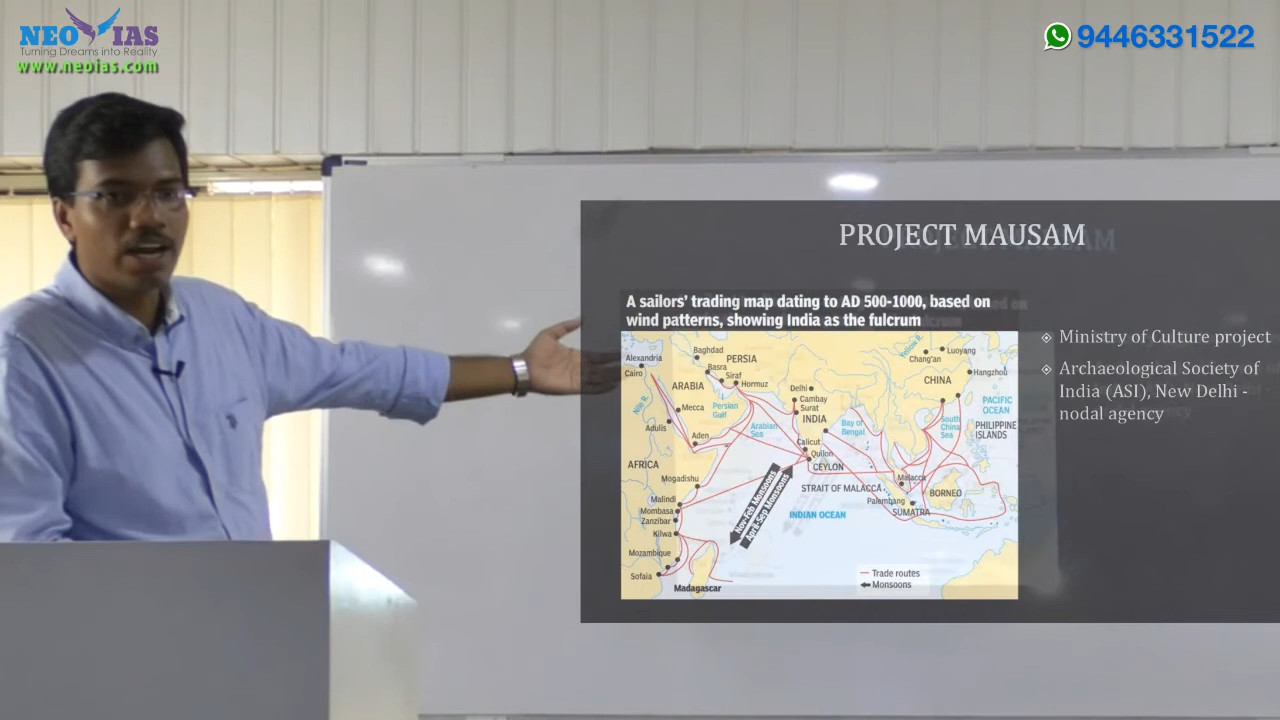 NEO IAS
Turning Dreams into Reality
www.neoias.com
9446331522
PROJECT MAUSAM
A sailors' trading map dating to AD 500-1000, based on
wind patterns, showing India as the fulcrum
❖ Ministry of Culture project
❖ Archaeological Society of
India (ASI), New Delhi -
nodal agency
Alexandria
Cairo
Baghdad
Basra
PERSIA
Siraf
Hormuz
ARABIA
Nile R.
Mecca
Persian
Gulf
Adulis
Aden
Arabian
Sea
Delhi
Cambay
Surat
INDIA
Bay of
Bengal
Calicut
Quilon
CEYLON
Yellow R.
Luoyang
Chang'an
Hangzhou
CHINA
PACIFIC
OCEAN
South
China
Sea
PHILIPPINE
ISLANDS
AFRICA
Mogadishu
Malindi
Mombasa
Zanzibar
Kilwa
Mozambique
Sofaia
Madagascar
Nov-Feb Monsoons
April-Sep Monsoons
STRAIT OF MALACCA
Malacca
Palembang
BORNEO
SUMATRA
INDIAN OCEAN
Trade routes
Monsoons